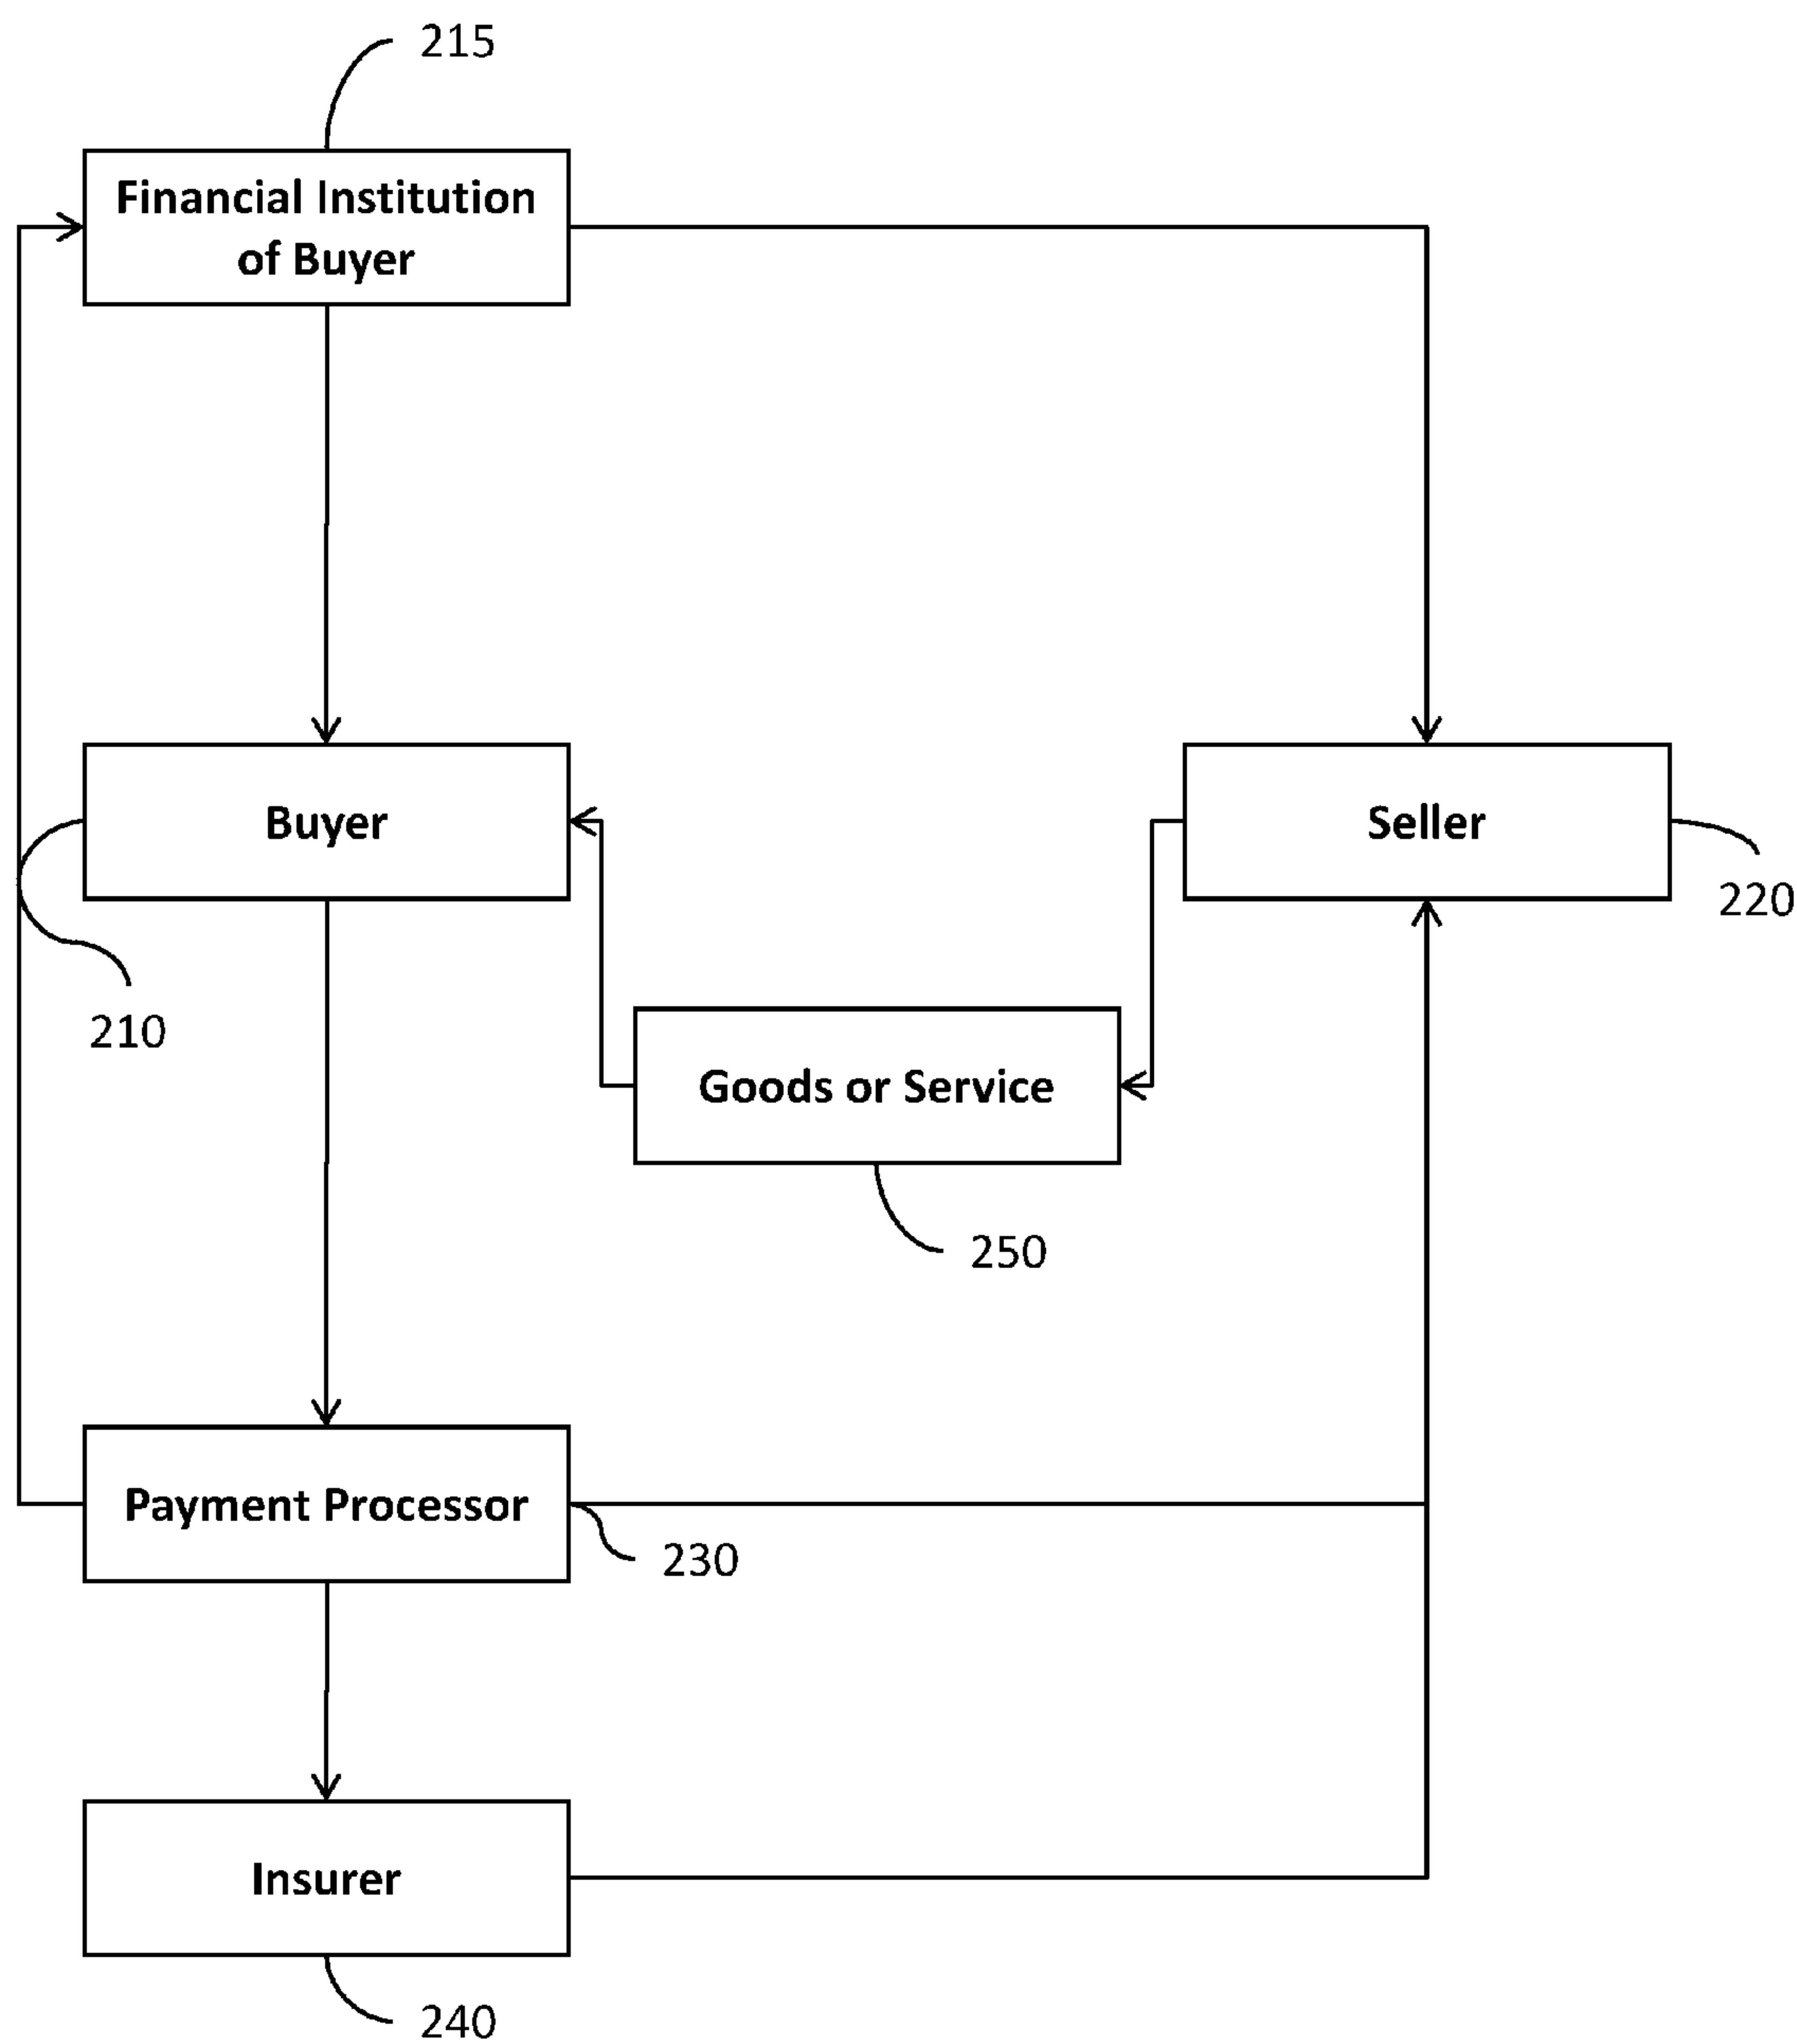 215
Financial Institution
of Buyer
Buyer
Seller
220
210
Goods or Service
250
Payment Processor
230
Insurer
240